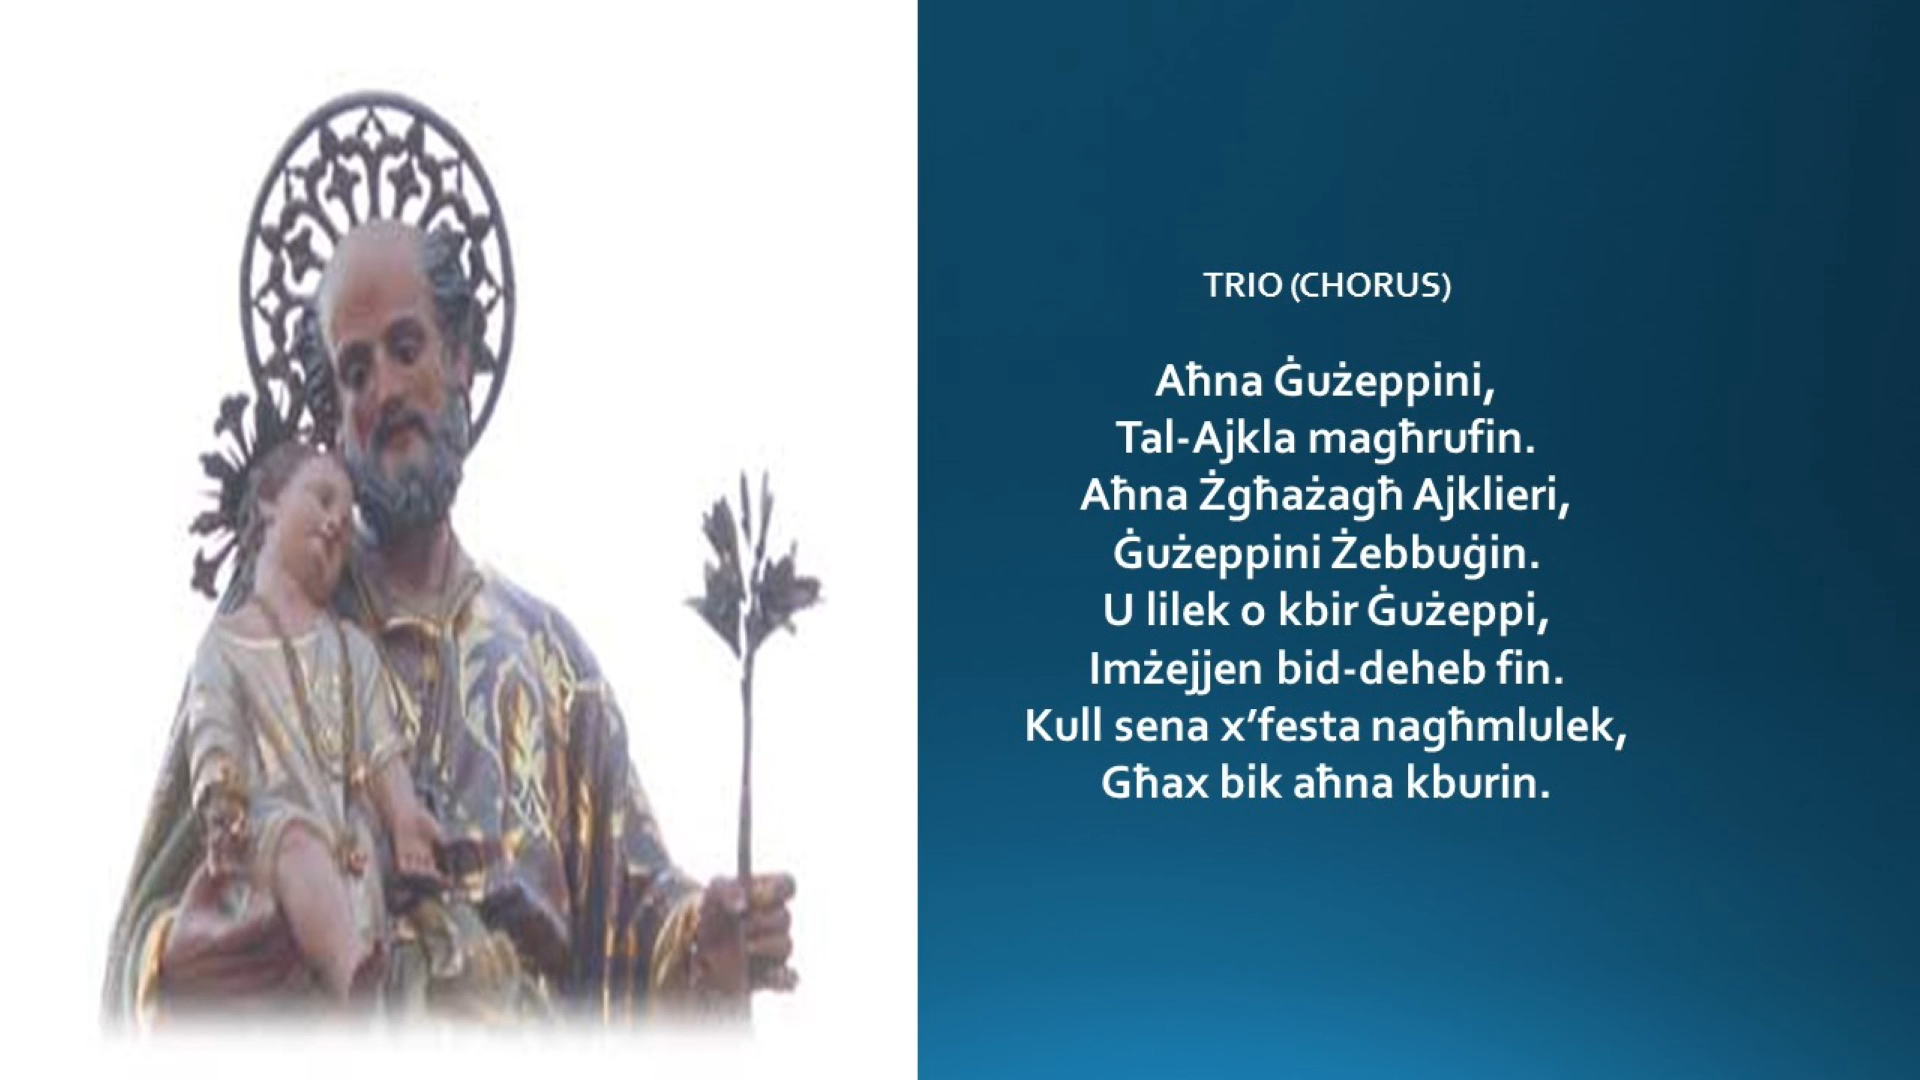 TRIO (CHORUS)
Aħna Ġużeppini,
Tal-Ajkla magħrufin.
Aħna Żgħażagħ Ajklieri,
Ġużeppini Żebbuġin.
U lilek o kbir Ġużeppi,
Imżejjen bid-deheb fin.
Kull sena x’festa nagħmlulek,
Għax bik aħna kburin.